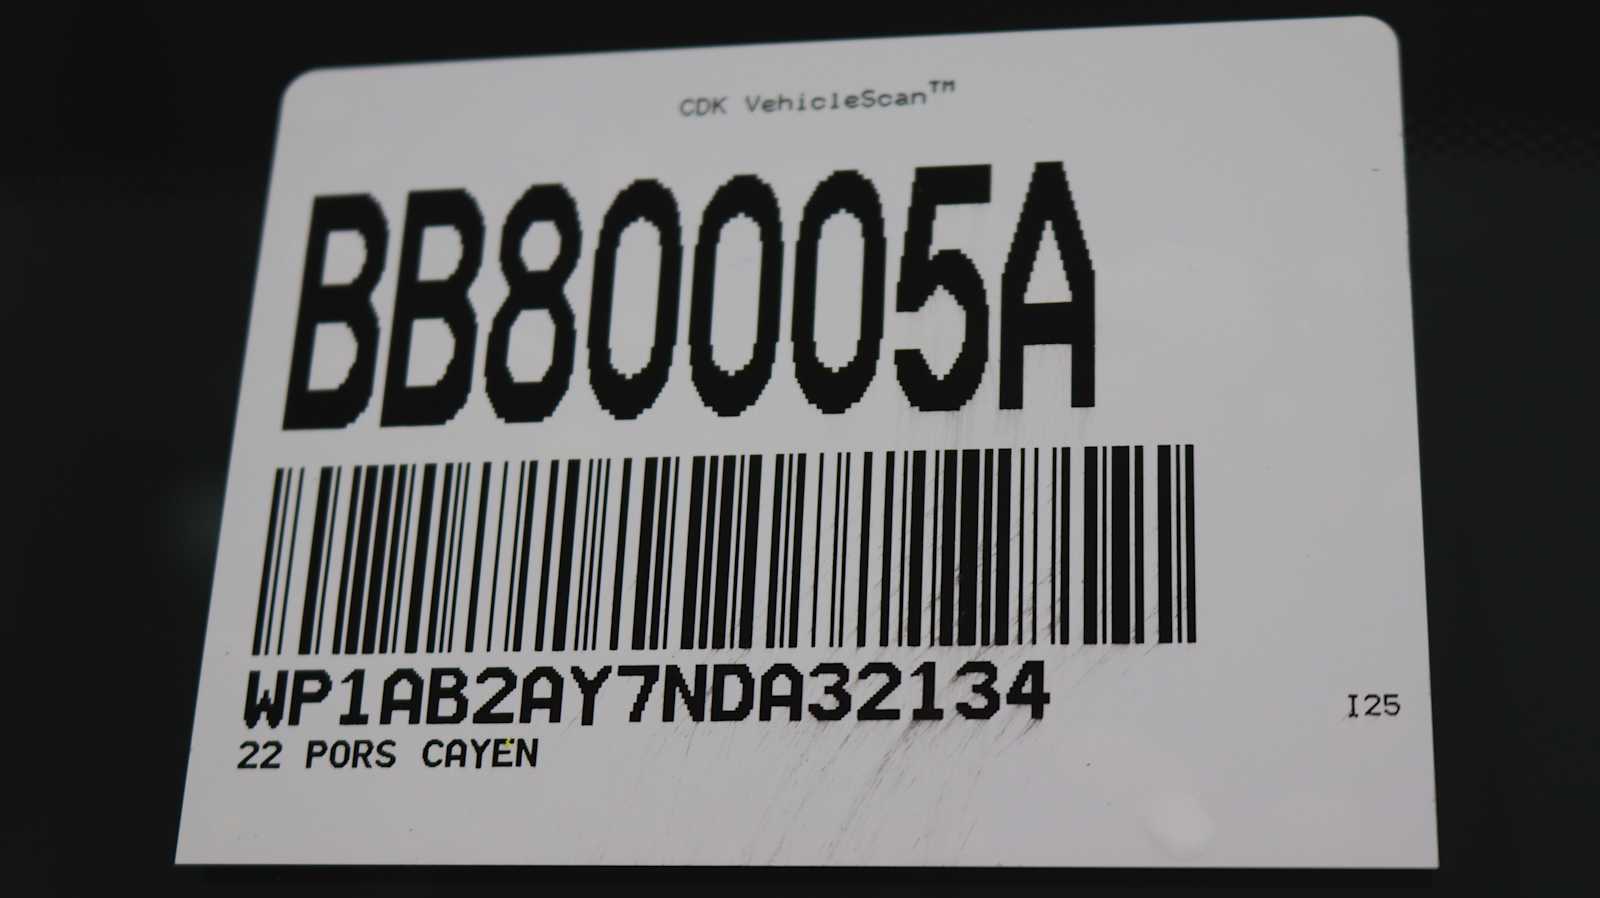 CDK VehicleScan™
BB80005A
WP1AB2AY7NDA32134
22 PORS CAYEN
I25